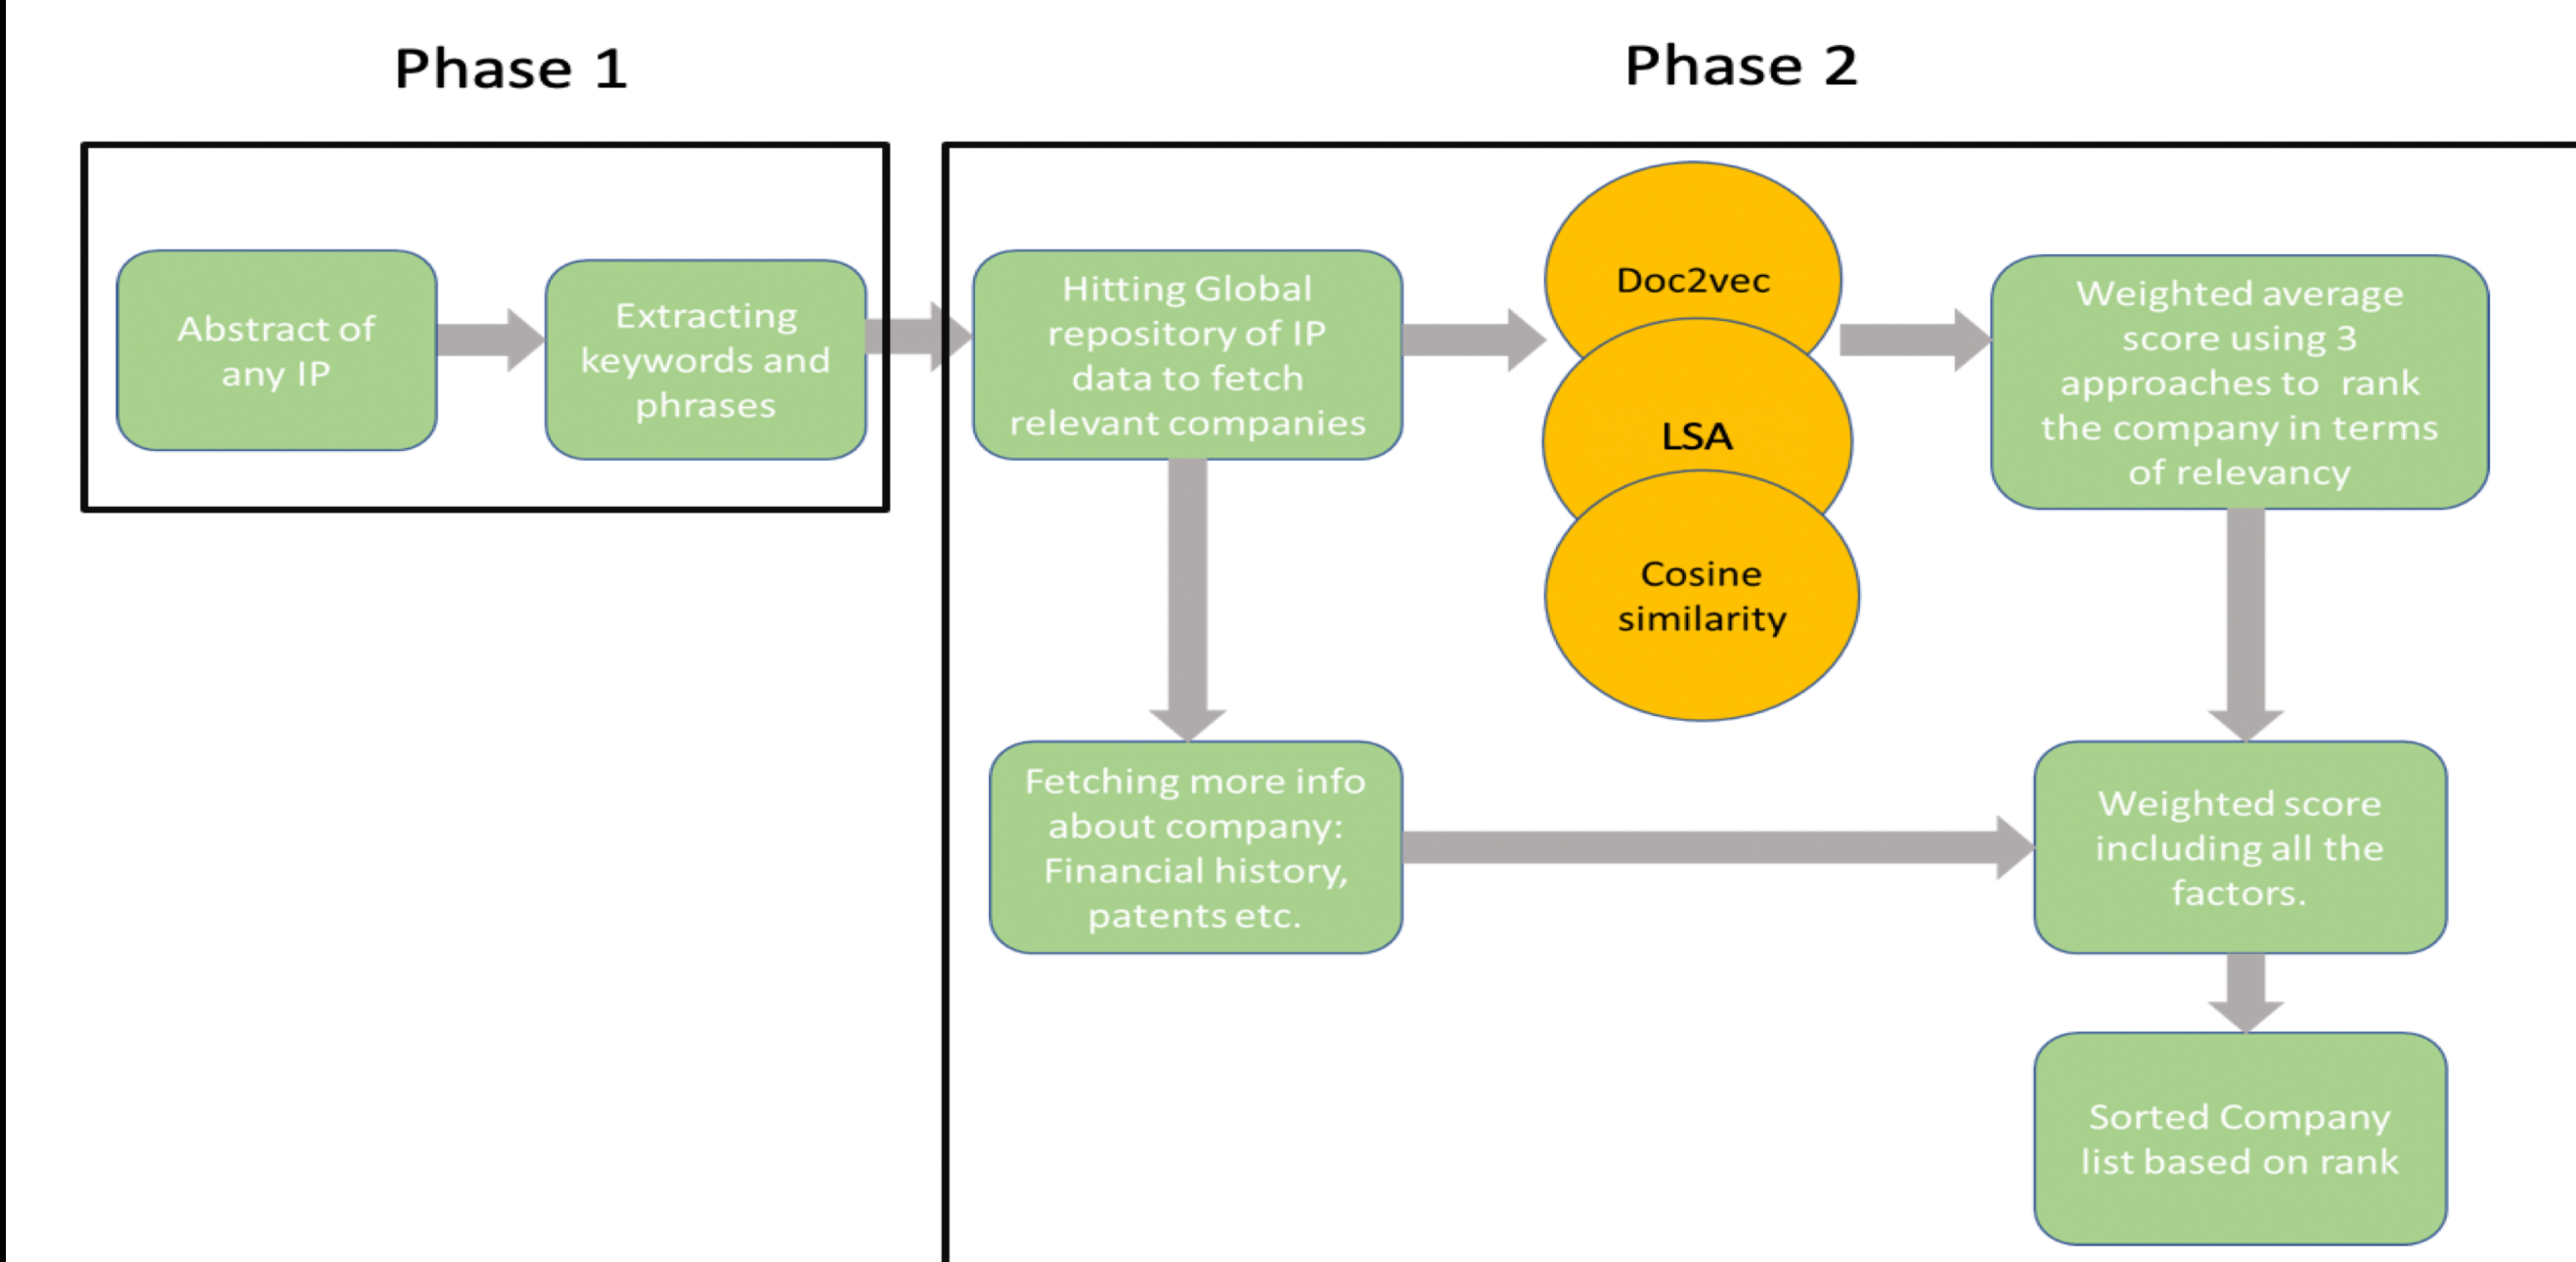 Phase 1
Phase 2
Abstract of
any IP
Extracting
keywords and
phrases
Hitting Global
repository of IP
data to fetch
relevant companies
Doc2vec
LSA
Cosine
similarity
Weighted average
score using 3
approaches to rank
the company in terms
of relevancy
Fetching more info
about company:
Financial history,
patents etc.
Weighted score
including all the
factors.
Sorted Company
list based on rank